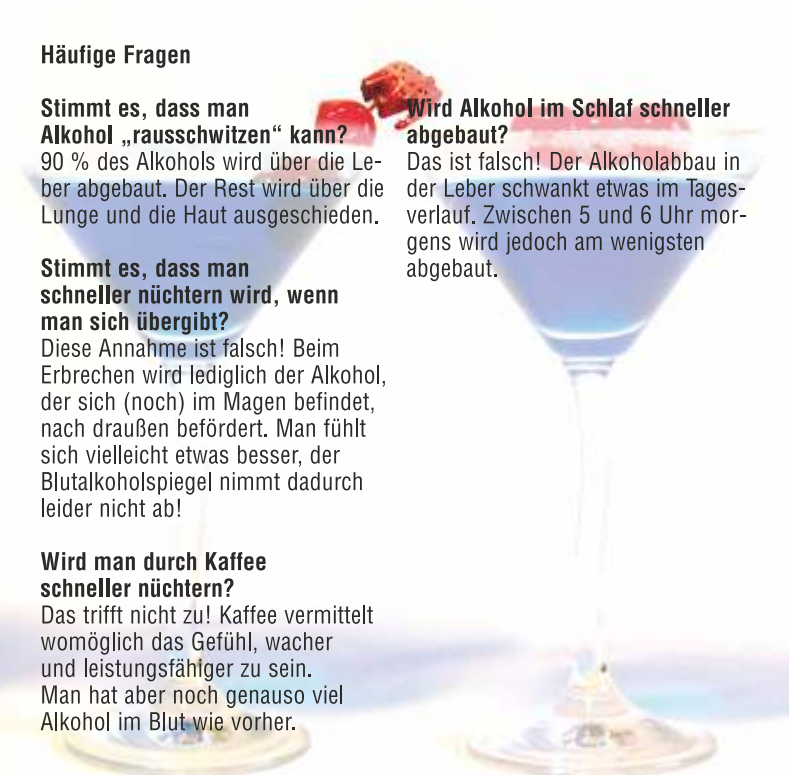 Häufige Fragen
Stimmt es, dass man
Alkohol „rausschwitzen“ kann?
90 % des Alkohols wird über die Le-
ber abgebaut. Der Rest wird über die
Lunge und die Haut ausgeschieden.
Stimmt es, dass man
schneller nüchtern wird, wenn
man sich übergibt?
Diese Annahme ist falsch! Beim
Erbrechen wird lediglich der Alkohol,
der sich (noch) im Magen befindet,
nach draußen befördert. Man fühlt
sich vielleicht etwas besser, der
Blutalkoholspiegel nimmt dadurch
leider nicht ab!
Wird man durch Kaffee
schneller nüchtern?
Das trifft nicht zu! Kaffee vermittelt
womöglich das Gefühl, wacher
und leistungsfähiger zu sein.
Man hat aber noch genauso viel
Alkohol im Blut wie vorher.
Wird Alkohol im Schlaf schneller
abgebaut?
Das ist falsch! Der Alkoholabbau in
der Leber schwankt etwas im Tages-
verlauf. Zwischen 5 und 6 Uhr mor-
gens wird jedoch am wenigsten
abgebaut.